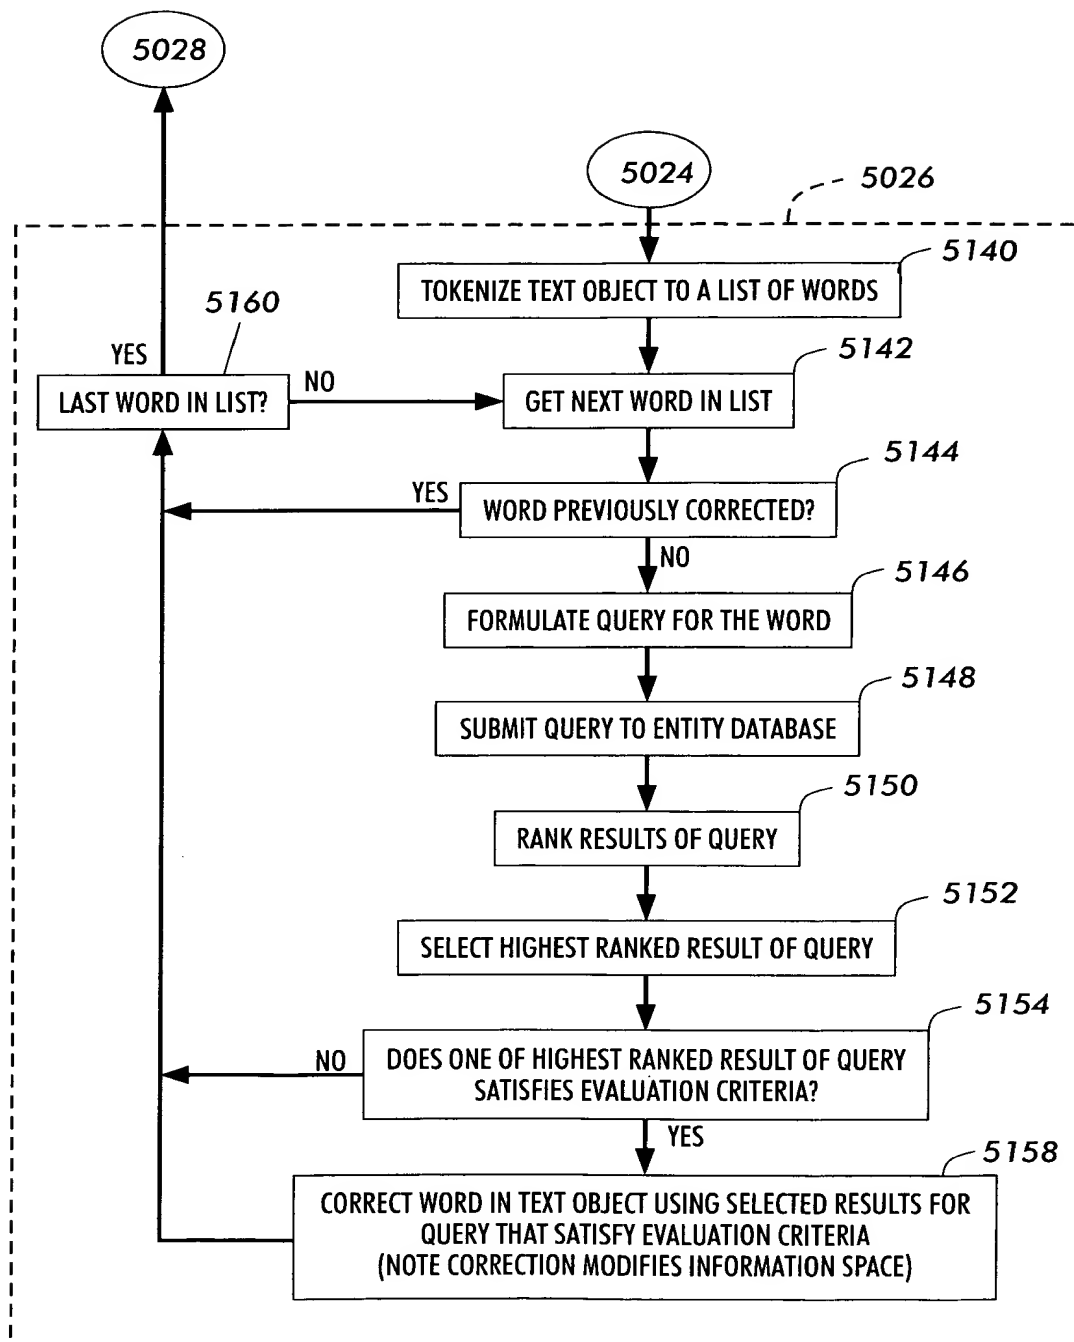 5028
5024
5026
5140
TOKENIZE TEXT OBJECT TO A LIST OF WORDS
5160
YES
5142
LAST WORD IN LIST?
NO
GET NEXT WORD IN LIST
5144
YES
WORD PREVIOUSLY CORRECTED?
NO
5146
FORMULATE QUERY FOR THE WORD
5148
SUBMIT QUERY TO ENTITY DATABASE
5150
RANK RESULTS OF QUERY
5152
SELECT HIGHEST RANKED RESULT OF QUERY
5154
NO
DOES ONE OF HIGHEST RANKED RESULT OF QUERY
SATISFIES EVALUATION CRITERIA?
YES
5158
CORRECT WORD IN TEXT OBJECT USING SELECTED RESULTS FOR
QUERY THAT SATISFY EVALUATION CRITERIA
(NOTE CORRECTION MODIFIES INFORMATION SPACE)